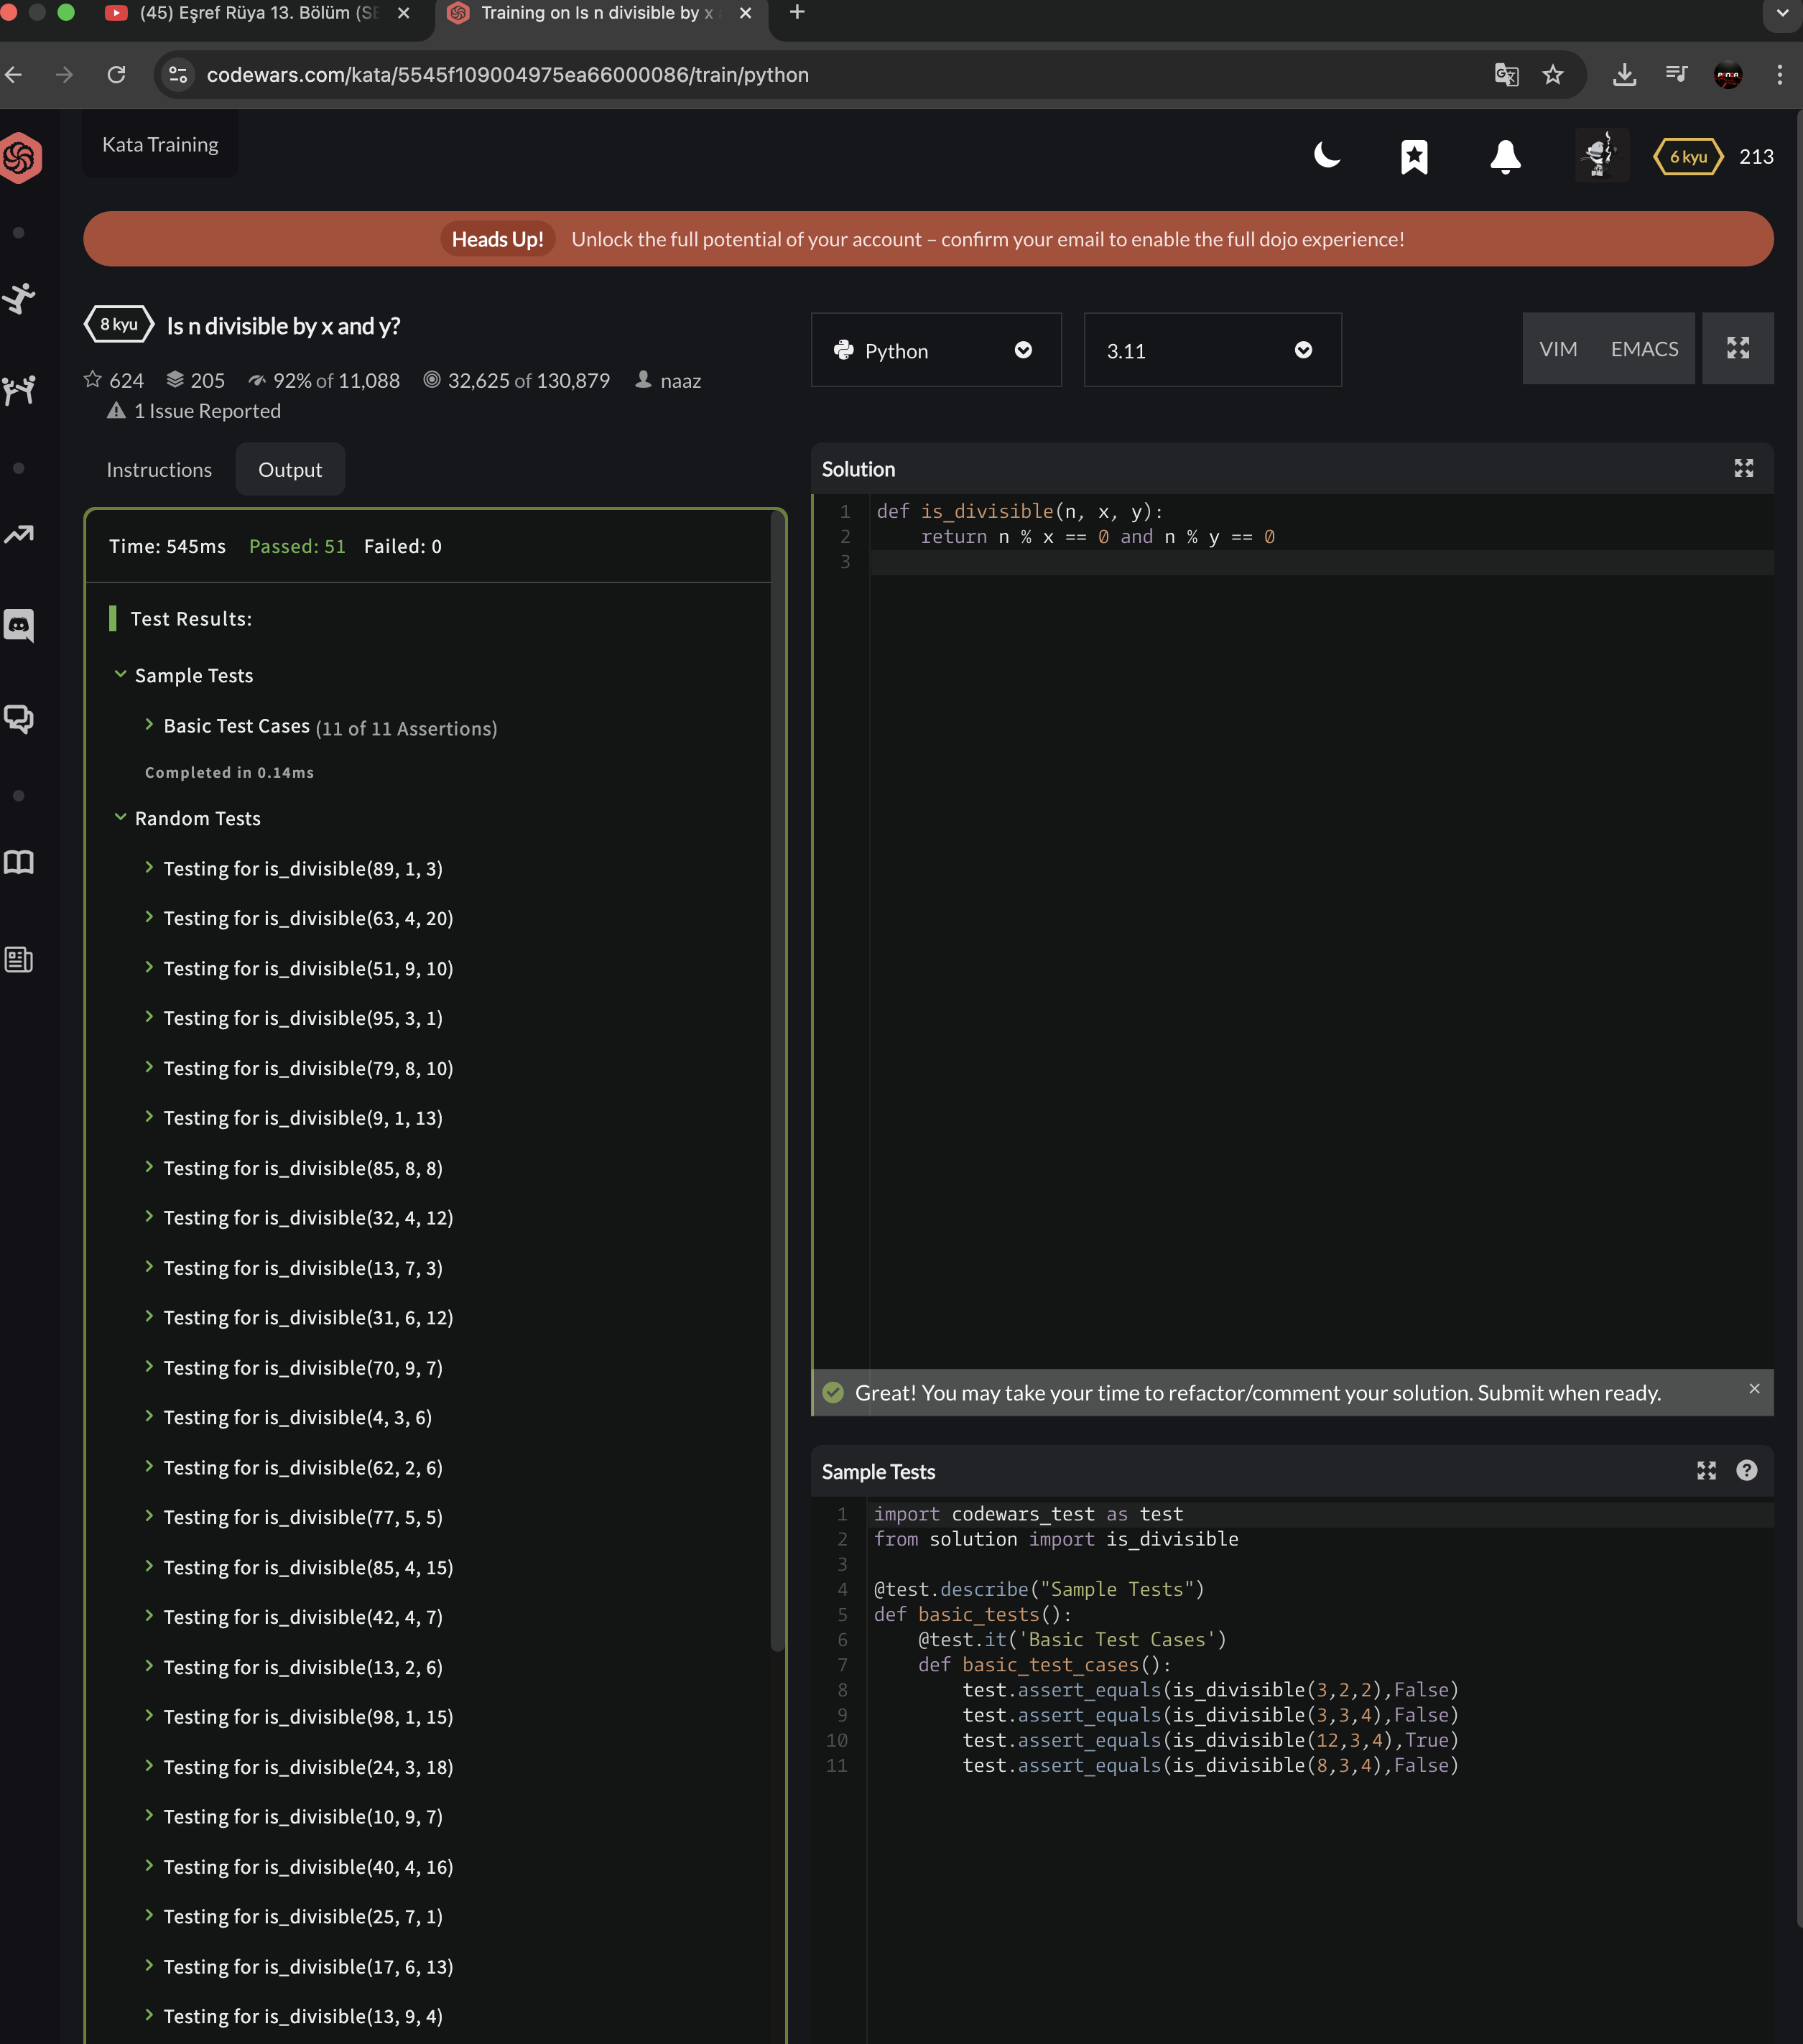 (45) Eşref Rüya 13. Bölüm (SE
Training on Is n divisible by x
codewars.com/kata/5545f109004975ea66000086/train/python
Kata Training
6 kyu 213
Heads Up! Unlock the full potential of your account – confirm your email to enable the full dojo experience!
8 kyu Is n divisible by x and y?
624 205 92% of 11,088 32,625 of 130,879 naaz
1 Issue Reported
Python
3.11
VIM EMACS
Instructions Output
Time: 545ms Passed: 51 Failed: 0
Test Results:
Sample Tests
Basic Test Cases (11 of 11 Assertions)
Completed in 0.14ms
Random Tests
Testing for is_divisible(89, 1, 3)
Testing for is_divisible(63, 4, 20)
Testing for is_divisible(51, 9, 10)
Testing for is_divisible(95, 3, 1)
Testing for is_divisible(79, 8, 10)
Testing for is_divisible(9, 1, 13)
Testing for is_divisible(85, 8, 8)
Testing for is_divisible(32, 4, 12)
Testing for is_divisible(13, 7, 3)
Testing for is_divisible(31, 6, 12)
Testing for is_divisible(70, 9, 7)
Testing for is_divisible(4, 3, 6)
Testing for is_divisible(62, 2, 6)
Testing for is_divisible(77, 5, 5)
Testing for is_divisible(85, 4, 15)
Testing for is_divisible(42, 4, 7)
Testing for is_divisible(13, 2, 6)
Testing for is_divisible(98, 1, 15)
Testing for is_divisible(24, 3, 18)
Testing for is_divisible(10, 9, 7)
Testing for is_divisible(40, 4, 16)
Testing for is_divisible(25, 7, 1)
Testing for is_divisible(17, 6, 13)
Testing for is_divisible(13, 9, 4)
Solution
1 def is_divisible(n, x, y):
2     return n % x == 0 and n % y == 0
3
Great! You may take your time to refactor/comment your solution. Submit when ready.
Sample Tests
1 import codewars_test as test
2 from solution import is_divisible
3
4 @test.describe("Sample Tests")
5 def basic_tests():
6     @test.it('Basic Test Cases')
7     def basic_test_cases():
8         test.assert_equals(is_divisible(3,2,2),False)
9         test.assert_equals(is_divisible(3,3,4),False)
10         test.assert_equals(is_divisible(12,3,4),True)
11         test.assert_equals(is_divisible(8,3,4),False)